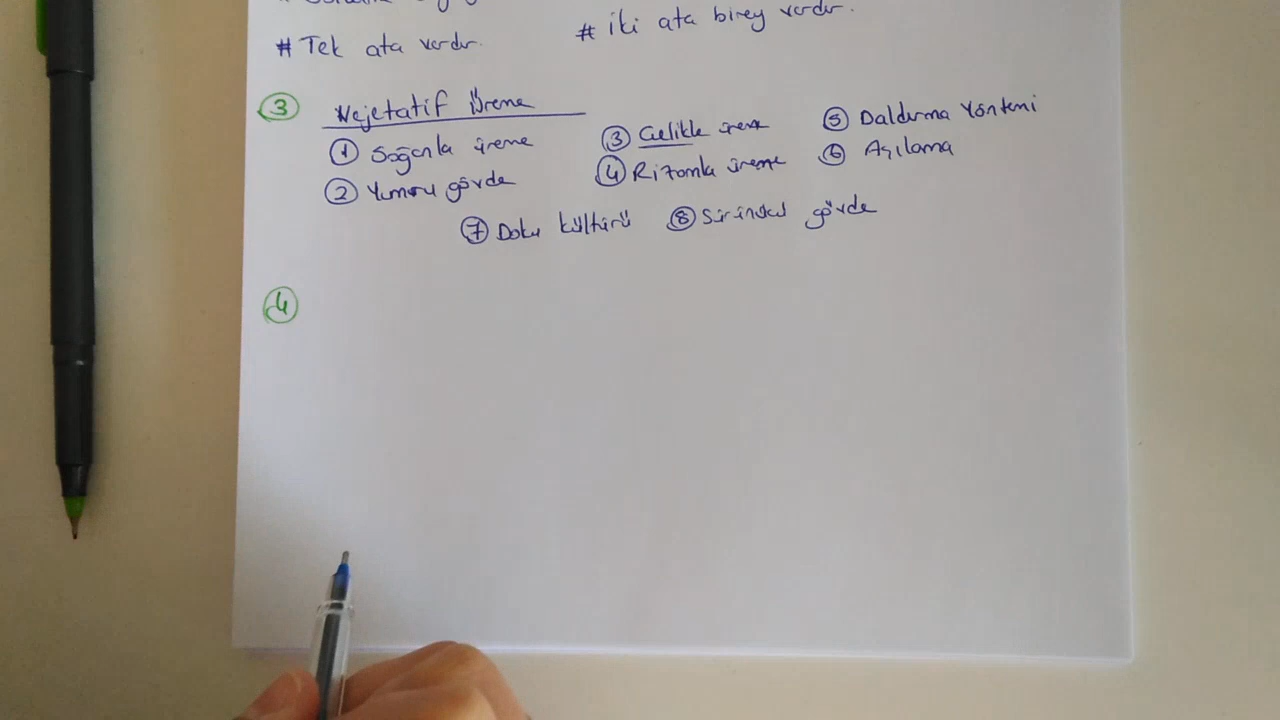 # Tek ata vardır.
# İki ata birey vardır.
3 Vejetatif Üreme
1 Soğanla üreme
2 Yumru gövde
3 Çelikle üreme
4 Rizomla üreme
5 Daldırma Yöntemi
6 Aşılama
7 Doku kültürü
8 Sürünücü gövde
4